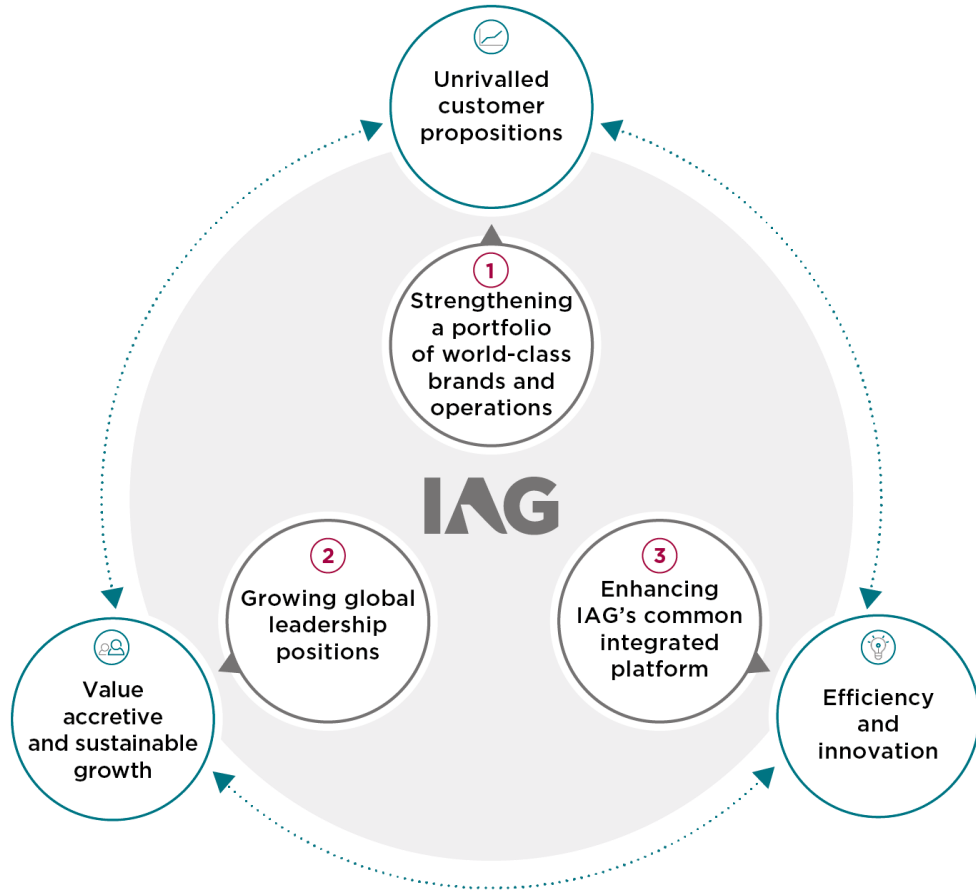 Unrivalled
customer
propositions
1
Strengthening
a portfolio
of world-class
brands and
operations
IAG
2
Growing global
leadership
positions
3
Enhancing
IAG’s common
integrated
platform
Value
accretive
and sustainable
growth
Efficiency
and
innovation